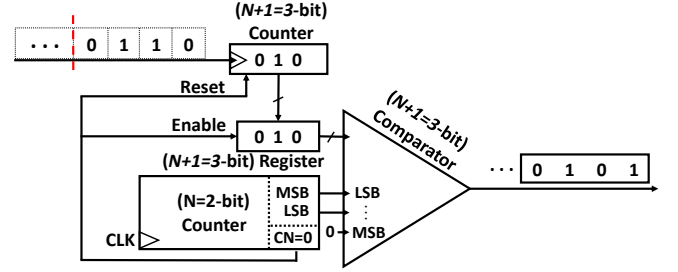 (N+1=3-bit)
Counter
... 0 1 1 0
0 1 0
Reset
Enable
0 1 0
(N+1=3-bit) Register
(N+1=3-bit)
Comparator
... 0 1 0 1
(N=2-bit)
Counter
MSB
LSB
CN=0
CLK
LSB
⋮
0 MSB